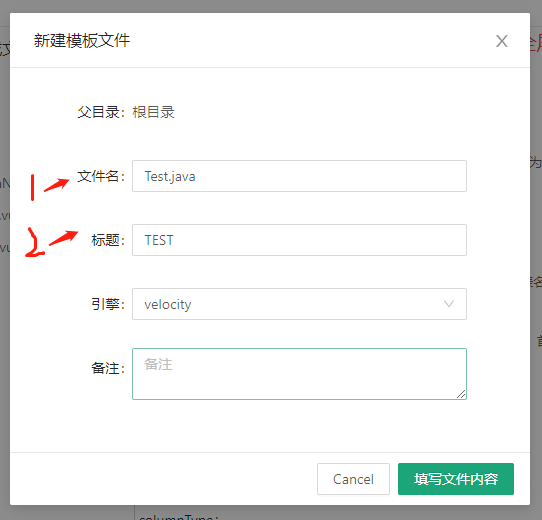 新建模板文件
父目录: 根目录
1 文件名: Test.java
2 标题: TEST
引擎: velocity
备注: 备注
Cancel 填写文件内容
columnType: